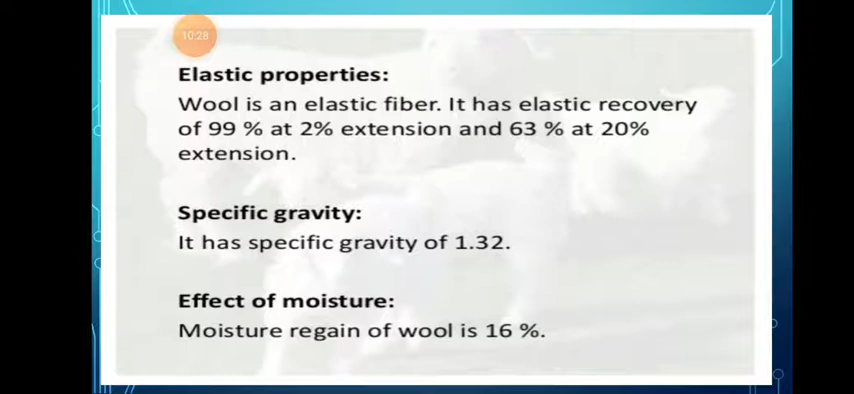 10:28
Elastic properties:
Wool is an elastic fiber. It has elastic recovery
of 99 % at 2% extension and 63 % at 20%
extension.
Specific gravity:
It has specific gravity of 1.32.
Effect of moisture:
Moisture regain of wool is 16 %.